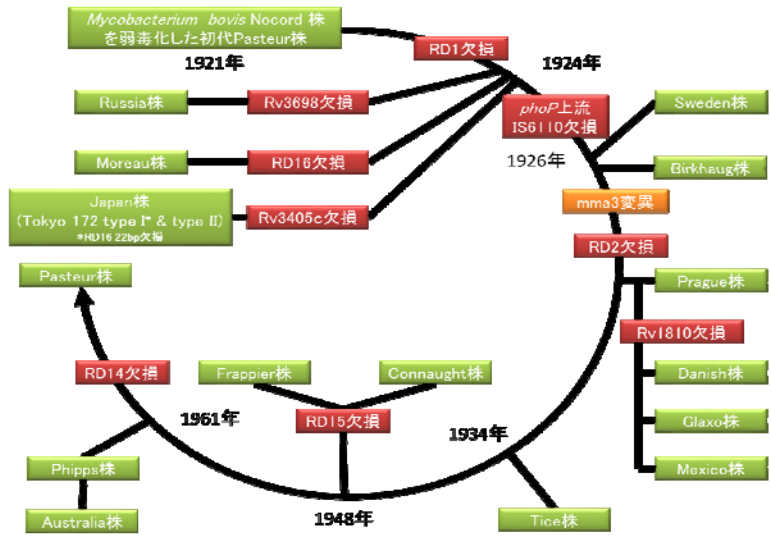 Mycobacterium bovis Nocord 株
を弱毒化した初代Pasteur株
1921年
RD1欠損
1924年
Russia株
Rv3698欠損
phoP上流
IS6110欠損
Sweden株
Moreau株
RD16欠損
1926年
Birkhaug株
Japan株
(Tokyo 172 type I* & type II)
*RD16 22bp欠損
Rv3405c欠損
mma3変異
RD2欠損
Pasteur株
Prague株
Rv1810欠損
RD14欠損
Frappier株
Connaught株
Danish株
1961年
RD15欠損
1934年
Glaxo株
Phipps株
Mexico株
Australia株
1948年
Tice株